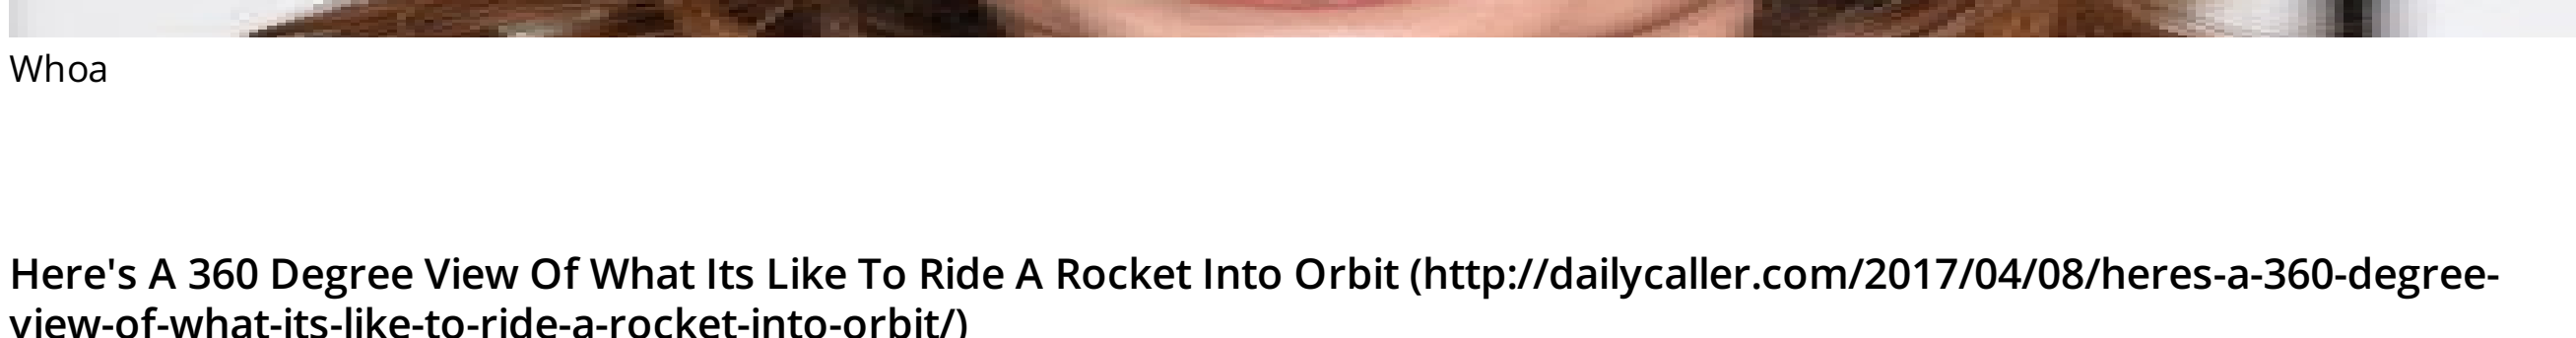 Whoa
Here's A 360 Degree View Of What Its Like To Ride A Rocket Into Orbit (http://dailycaller.com/2017/04/08/heres-a-360-degree-
view-of-what-its-like-to-ride-a-rocket-into-orbit/)